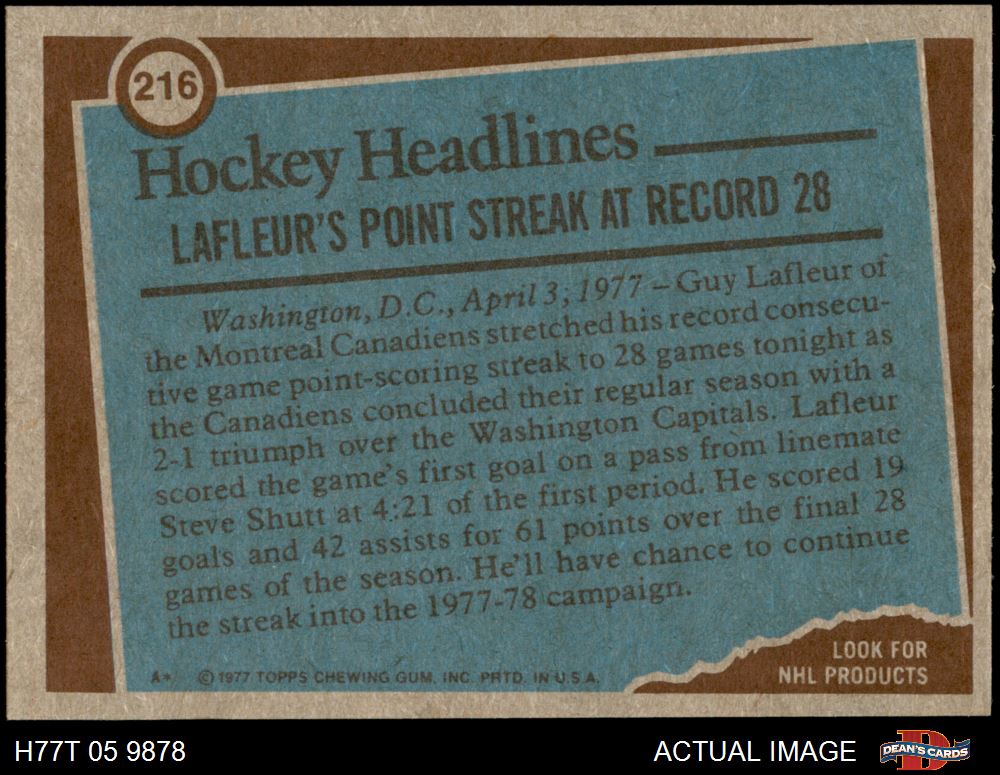 216
Hockey Headlines
LAFLEUR'S POINT STREAK AT RECORD 28
Washington, D.C., April 3, 1977 – Guy Lafleur of
the Montreal Canadiens stretched his record consecu-
tive game point-scoring streak to 28 games tonight as
the Canadiens concluded their regular season with a
2-1 triumph over the Washington Capitals. Lafleur
scored the game's first goal on a pass from linemate
Steve Shutt at 4:21 of the first period. He scored 19
goals and 42 assists for 61 points over the final 28
games of the season. He'll have chance to continue
the streak into the 1977-78 campaign.
LOOK FOR
NHL PRODUCTS
A* © 1977 TOPPS CHEWING GUM, INC. PRTD. IN U.S.A.
H77T 05 9878
ACTUAL IMAGE
DEAN'S CARDS